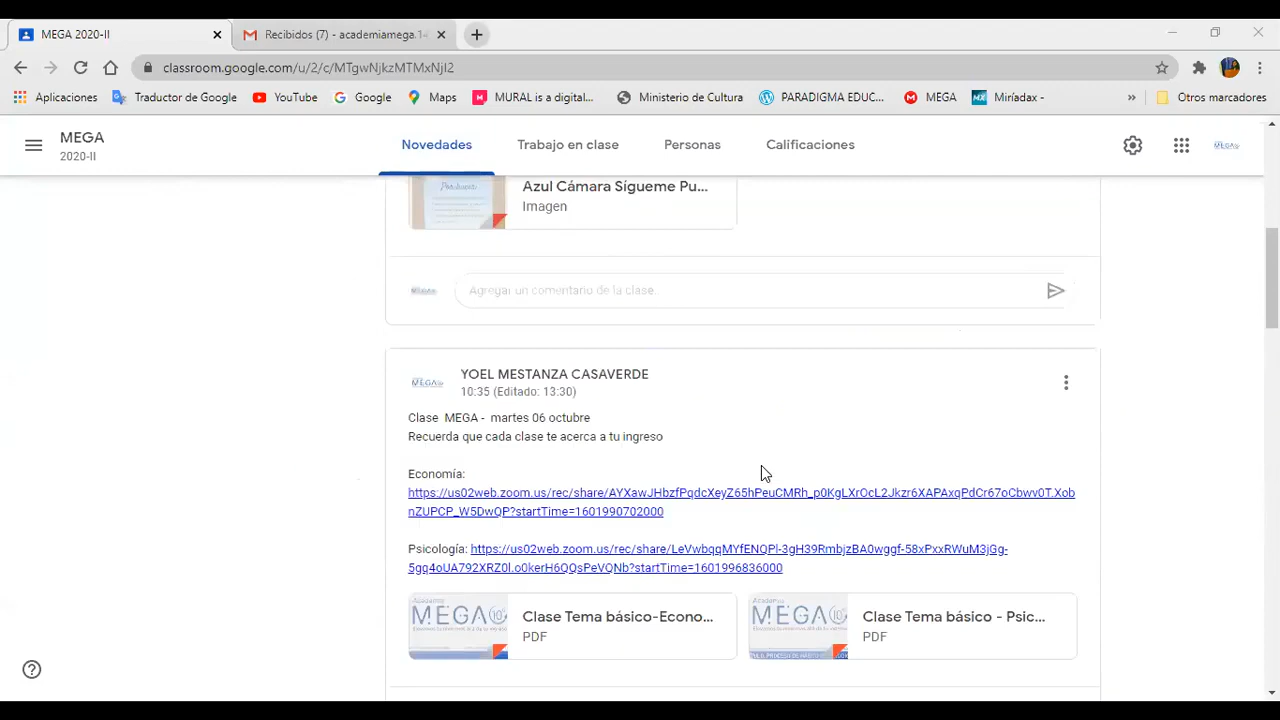 MEGA 2020-II
Recibidos (7) - academiamega.14
classroom.google.com/u/2/c/MTgwNjkzMTMxNjI2
Aplicaciones
Traductor de Google
YouTube
Google
Maps
MURAL is a digital...
Ministerio de Cultura
PARADIGMA EDUC...
MEGA
Miríadax -
»
Otros marcadores
MEGA
2020-II
Novedades
Trabajo en clase
Personas
Calificaciones
Azul Cámara Sígueme Pu...
Imagen
Agregar un comentario de la clase.
YOEL MESTANZA CASAVERDE
10:35 (Editado: 13:30)
Clase MEGA - martes 06 octubre
Recuerda que cada clase te acerca a tu ingreso
Economía:
https://us02web.zoom.us/rec/share/AYXawJHbzfPqdcXeyZ65hPeuCMRh_p0KgLXrOcL2Jkzr6XAPAxqPdCr67oCbwv0T.Xob
nZUPCP_W5DwQP?startTime=1601990702000
Psicología: https://us02web.zoom.us/rec/share/LeVwbqqMYfENQPl-3gH39RmbjzBA0wggf-58xPxxRWuM3jGg-
5gq4oUA792XRZ0l.o0kerH6QQsPeVQNb?startTime=1601996836000
MEGA 10
Clase Tema básico-Econo...
PDF
MEGA 10
Clase Tema básico - Psic...
PDF